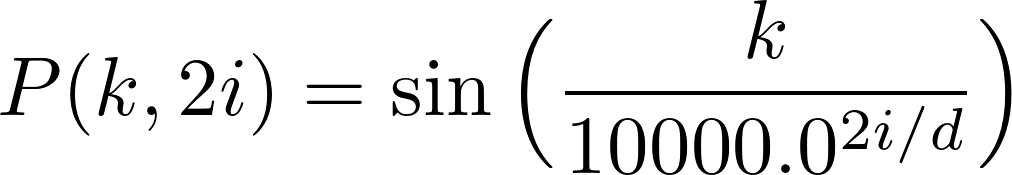 P(k, 2i) = sin(k / 10000.0^{2i/d})